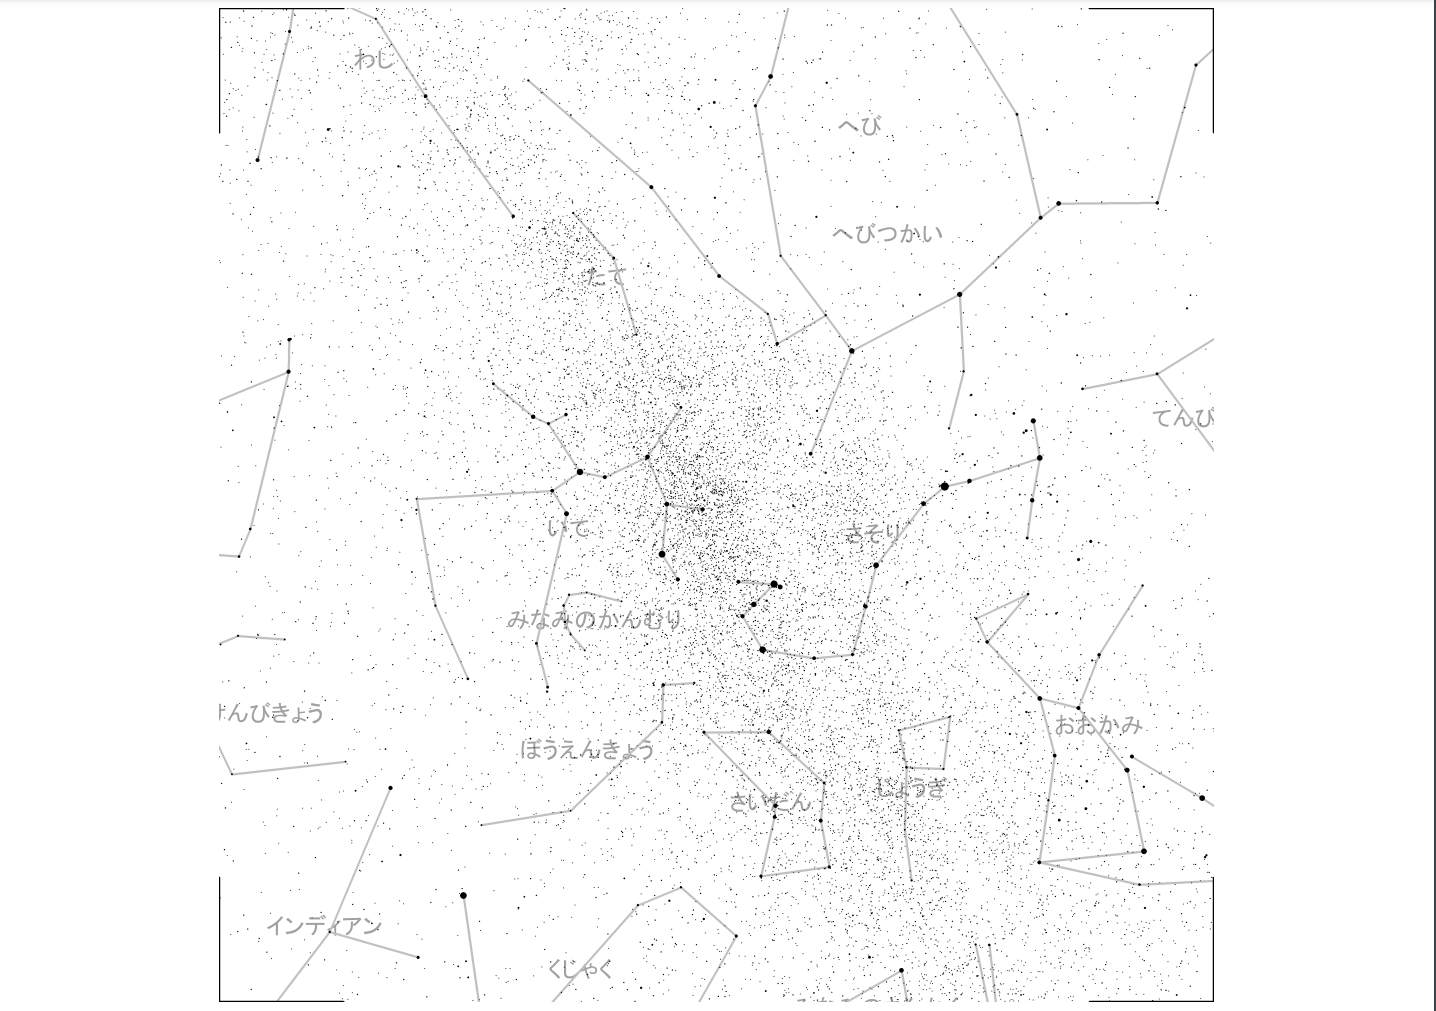 わし
へび
へびつかい
たて
てんび
いて
さそり
みなみのかんむり
んびきょう
おおかみ
ぼうえんきょう
じょうぎ
さいだん
インディアン
くじゃく